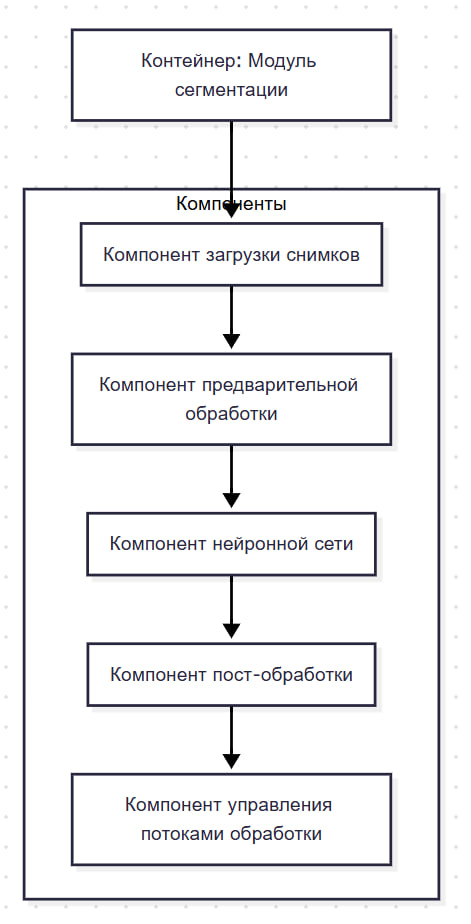 Контейнер: Модуль
сегментации
Компоненты
Компонент загрузки снимков
Компонент предварительной
обработки
Компонент нейронной сети
Компонент пост-обработки
Компонент управления
потоками обработки